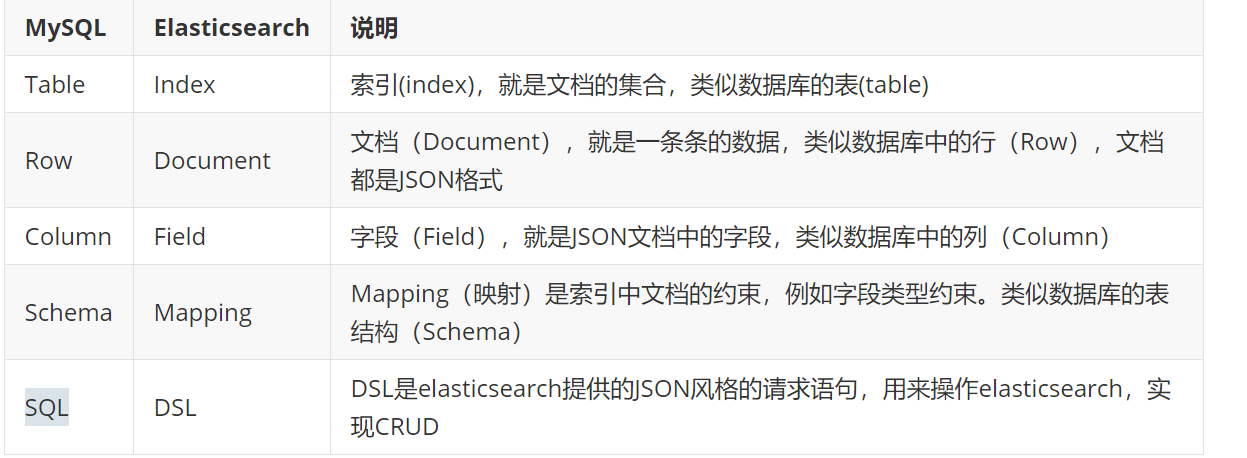 MySQL Elasticsearch 说明
Table Index 索引(index)，就是文档的集合，类似数据库的表(table)
Row Document 文档（Document），就是一条条的数据，类似数据库中的行（Row），文档
都是JSON格式
Column Field 字段（Field），就是JSON文档中的字段，类似数据库中的列（Column）
Schema Mapping Mapping（映射）是索引中文档的约束，例如字段类型约束。类似数据库的表
结构（Schema）
SQL DSL DSL是elasticsearch提供的JSON风格的请求语句，用来操作elasticsearch，实
现CRUD